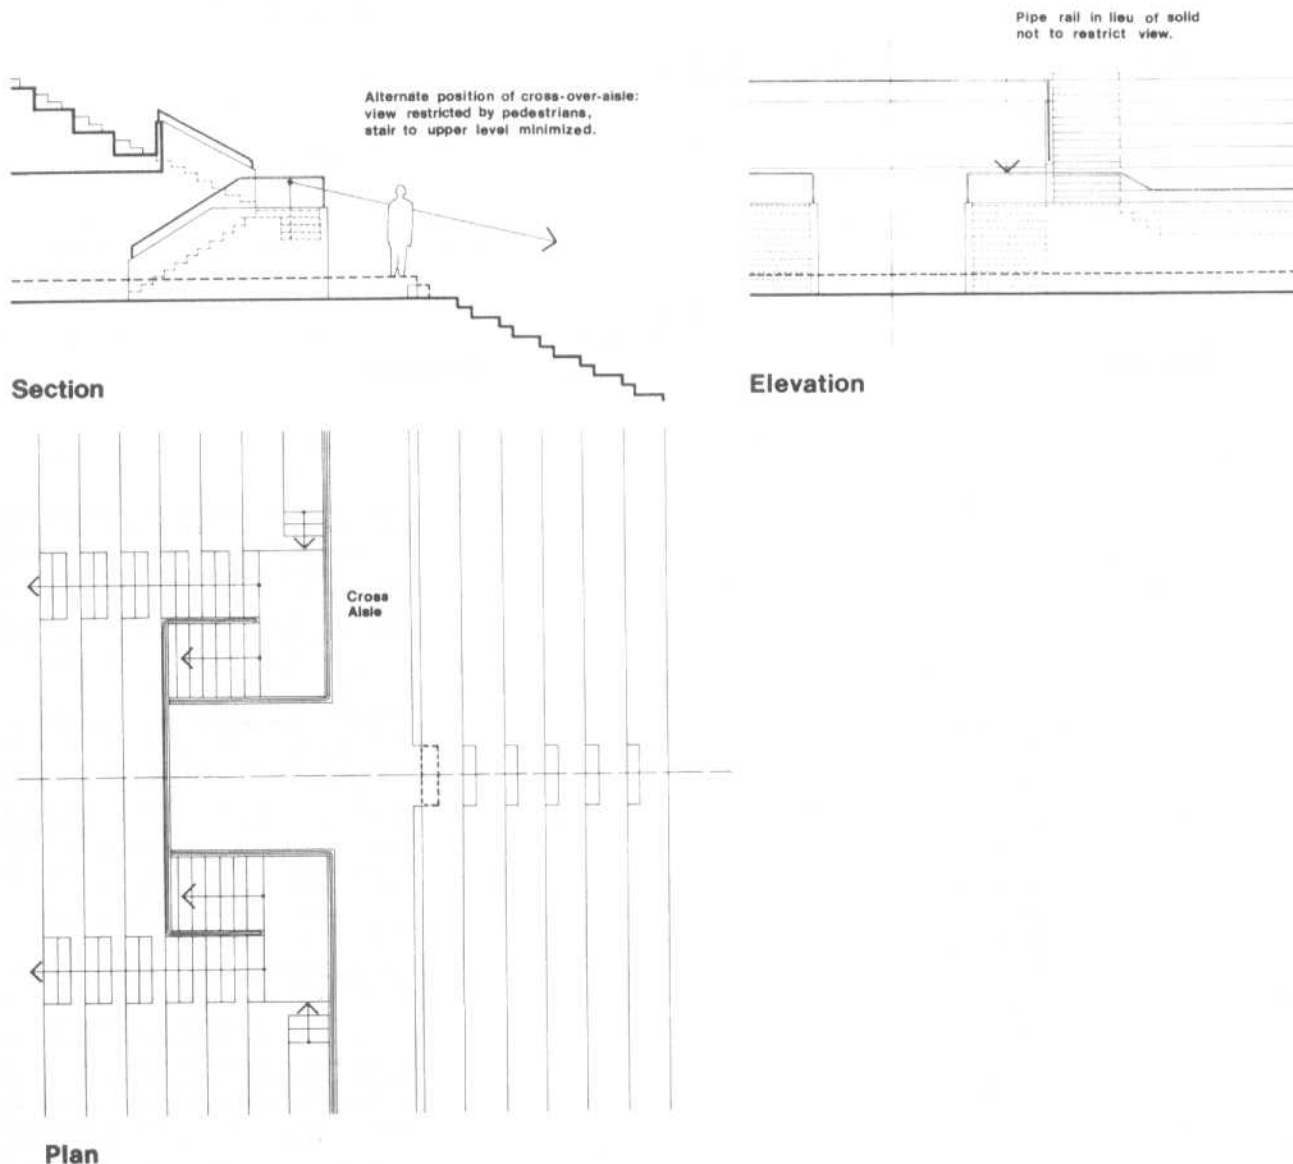 Pipe rail in lieu of solid
not to restrict view.
Alternate position of cross-over-aisle:
view restricted by pedestrians,
stair to upper level minimized.
Section
Elevation
Cross
Aisle
Plan